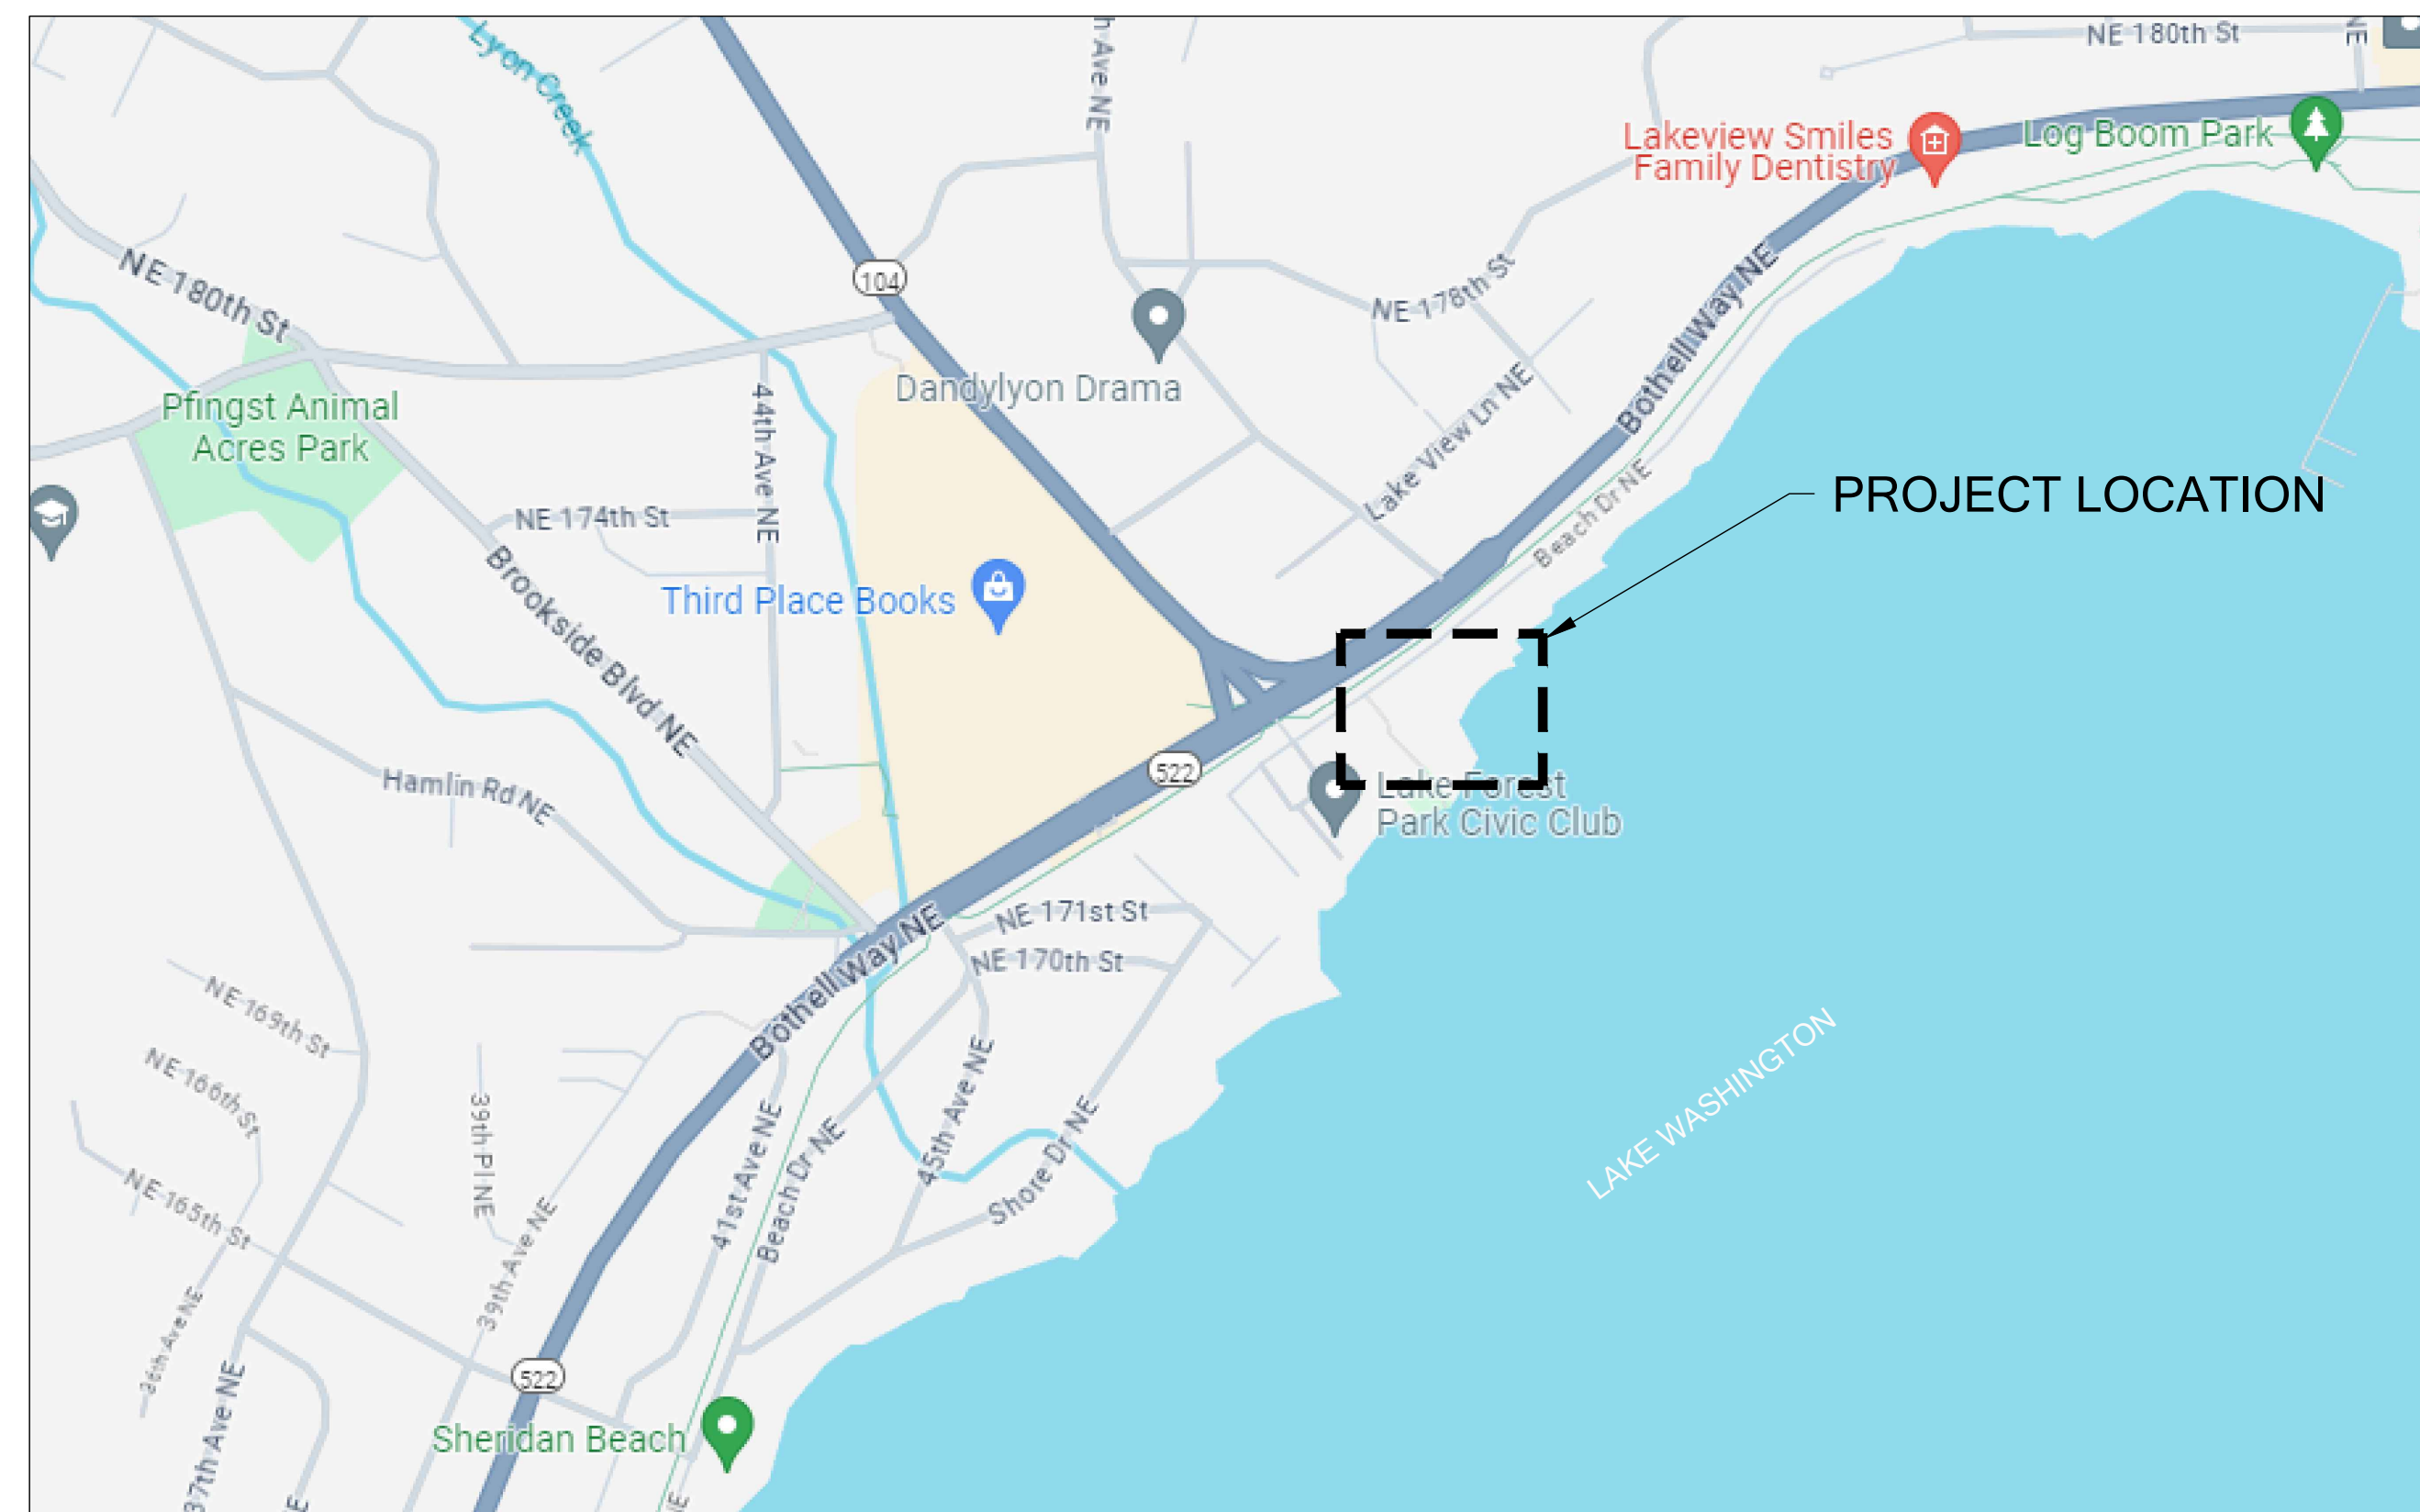 Lyon Creek
h Ave NE
NE 180th St
NE
Lakeview Smiles
Family Dentistry
Log Boom Park
NE 180th St
104
Bothell Way NE
NE 178th St
Dandylyon Drama
Pfingst Animal
Acres Park
44th Ave NE
Lake View Ln NE
Beach Dr NE
PROJECT LOCATION
NE 174th St
Brookside Blvd NE
Third Place Books
522
Hamlin Rd NE
Lake Forest
Park Civic Club
NE 171st St
NE 170th St
Bothell Way NE
NE 169th St
NE 166th St
NE 165th St
39th Pl NE
39th Ave NE
41st Ave NE
Beach Dr NE
45th Ave NE
Shore Dr NE
LAKE WASHINGTON
36th Ave NE
37th Ave NE
522
Sheridan Beach
NE
NE